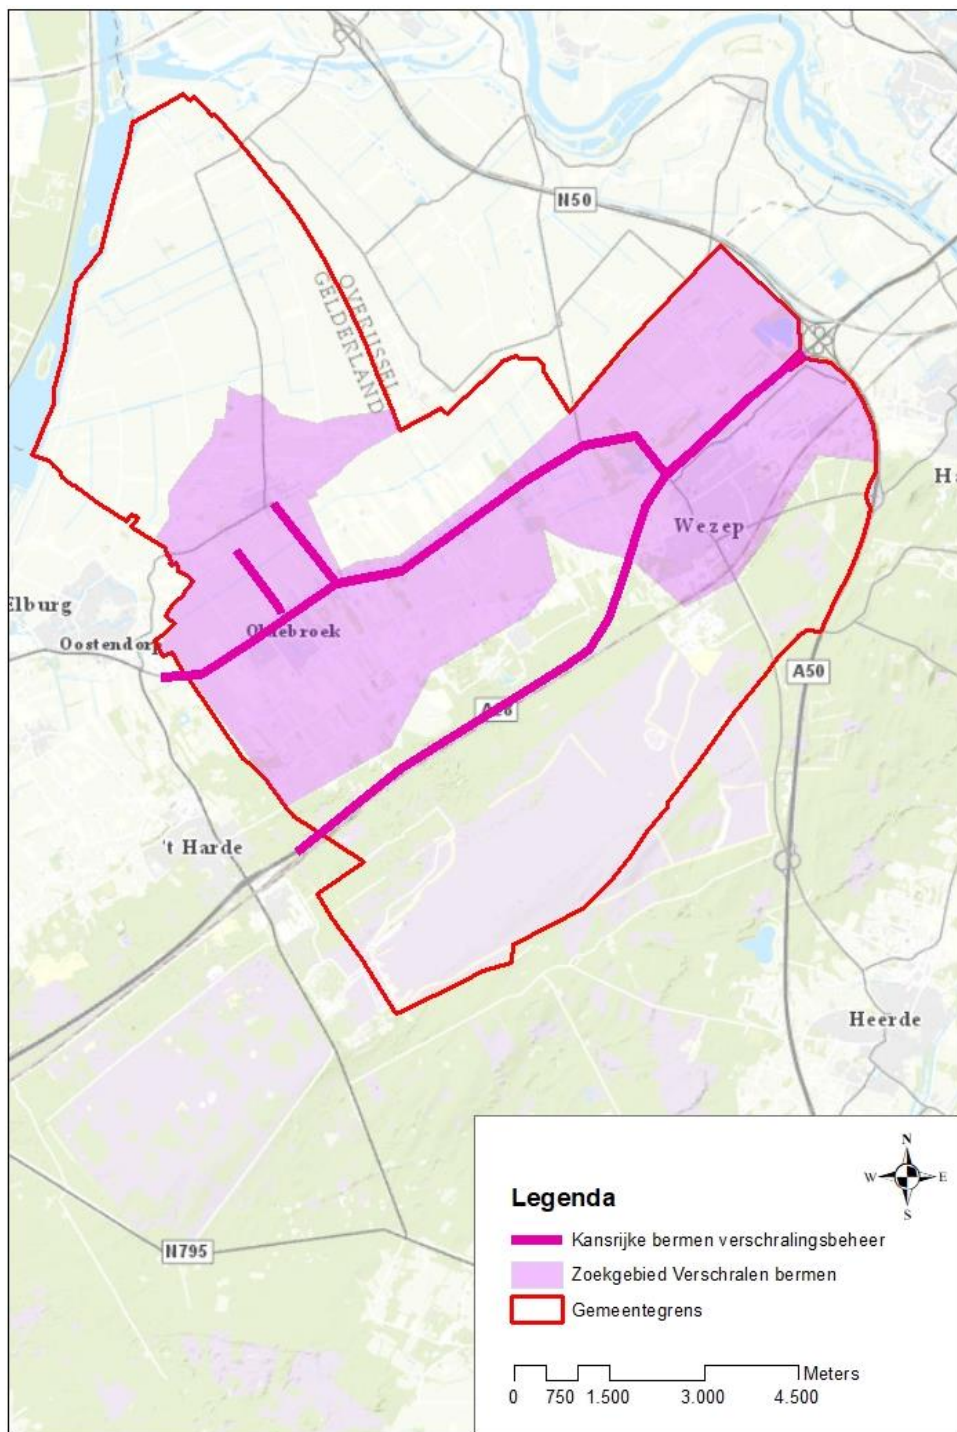 N50
OVERIJSSEL
GELDERLAND
Wezep
Elburg
Oostendorp
Oldebroek
A50
A28
't Harde
Heerde
N795
N
W
E
S
Legenda
Kansrijke bermen verschralingsbeheer
Zoekgebied Verschralen bermen
Gemeentegrens
Meters
0 750 1.500 3.000 4.500